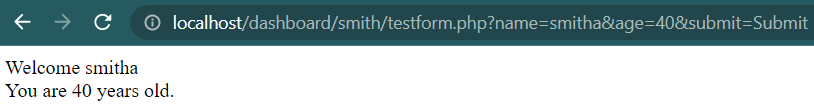 localhost/dashboard/smith/testform.php?name=smitha&age=40&submit=Submit
Welcome smitha
You are 40 years old.